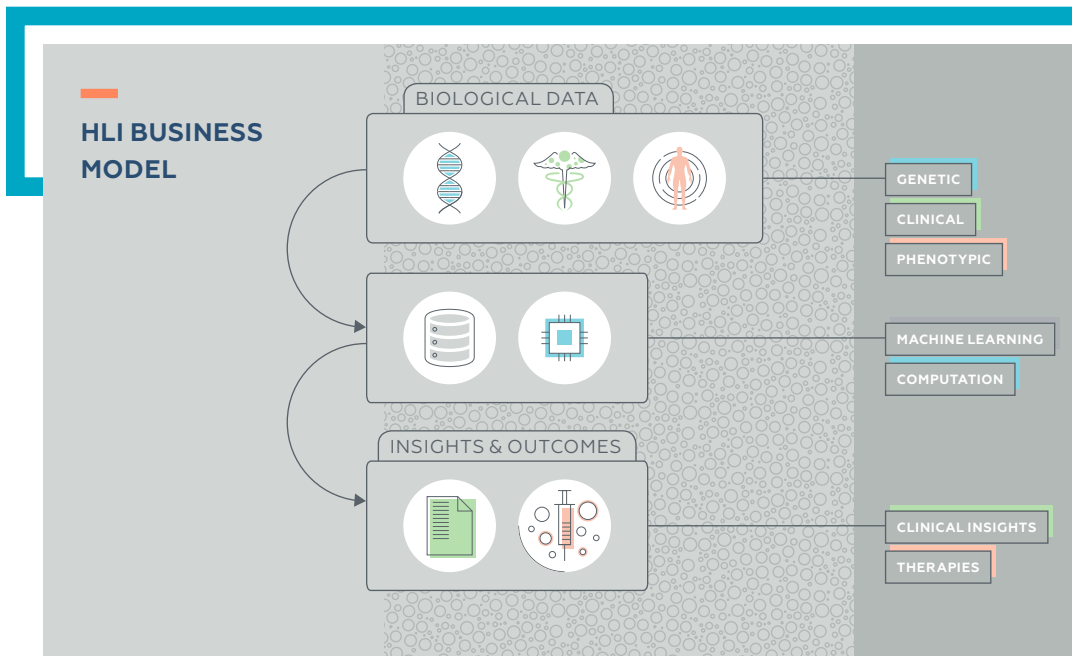 HLI BUSINESS
MODEL
BIOLOGICAL DATA
GENETIC
CLINICAL
PHENOTYPIC
MACHINE LEARNING
COMPUTATION
INSIGHTS & OUTCOMES
CLINICAL INSIGHTS
THERAPIES